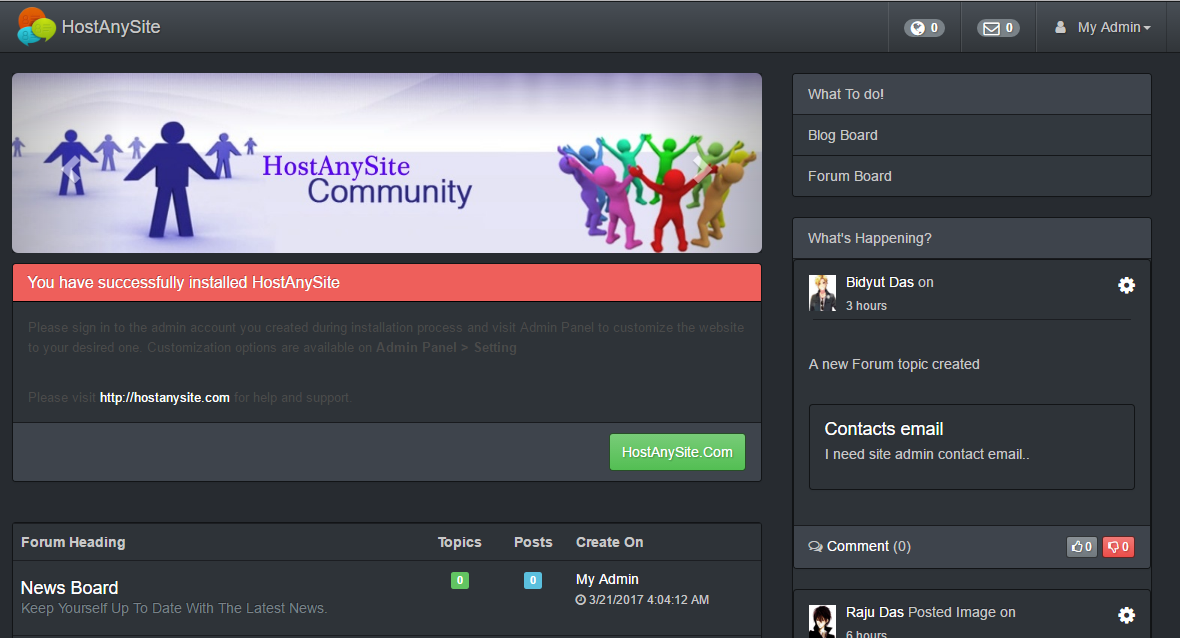 HostAnySite
0
0
My Admin
HostAnySite
Community
You have successfully installed HostAnySite
Please sign in to the admin account you created during installation process and visit Admin Panel to customize the website
to your desired one. Customization options are available on Admin Panel > Setting
Please visit http://hostanysite.com for help and support.
HostAnySite.Com
Forum Heading Topics Posts Create On
News Board 0 0 My Admin
Keep Yourself Up To Date With The Latest News. 3/21/2017 4:04:12 AM
What To do!
Blog Board
Forum Board
What's Happening?
Bidyut Das on
3 hours
A new Forum topic created
Contacts email
I need site admin contact email..
Comment (0) 0 0
Raju Das Posted Image on
6 hours